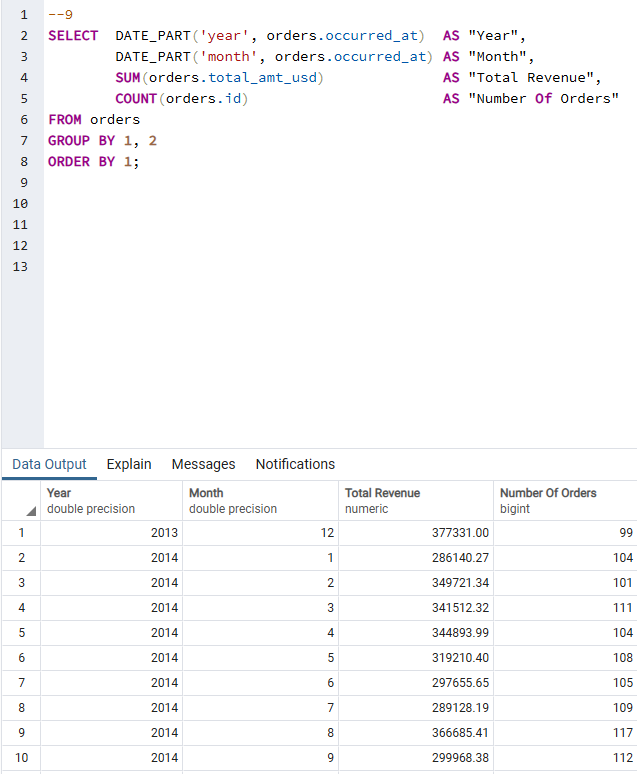 1 --9
2 SELECT DATE_PART('year', orders.occurred_at) AS "Year",
3 DATE_PART('month', orders.occurred_at) AS "Month",
4 SUM(orders.total_amt_usd) AS "Total Revenue",
5 COUNT(orders.id) AS "Number Of Orders"
6 FROM orders
7 GROUP BY 1, 2
8 ORDER BY 1;
9
10
11
12
13
Data Output Explain Messages Notifications
Year Month Total Revenue Number Of Orders
double precision double precision numeric bigint
1 2013 12 377331.00 99
2 2014 1 286140.27 104
3 2014 2 349721.34 101
4 2014 3 341512.32 111
5 2014 4 344893.99 104
6 2014 5 319210.40 108
7 2014 6 297655.65 105
8 2014 7 289128.19 109
9 2014 8 366685.41 117
10 2014 9 299968.38 112